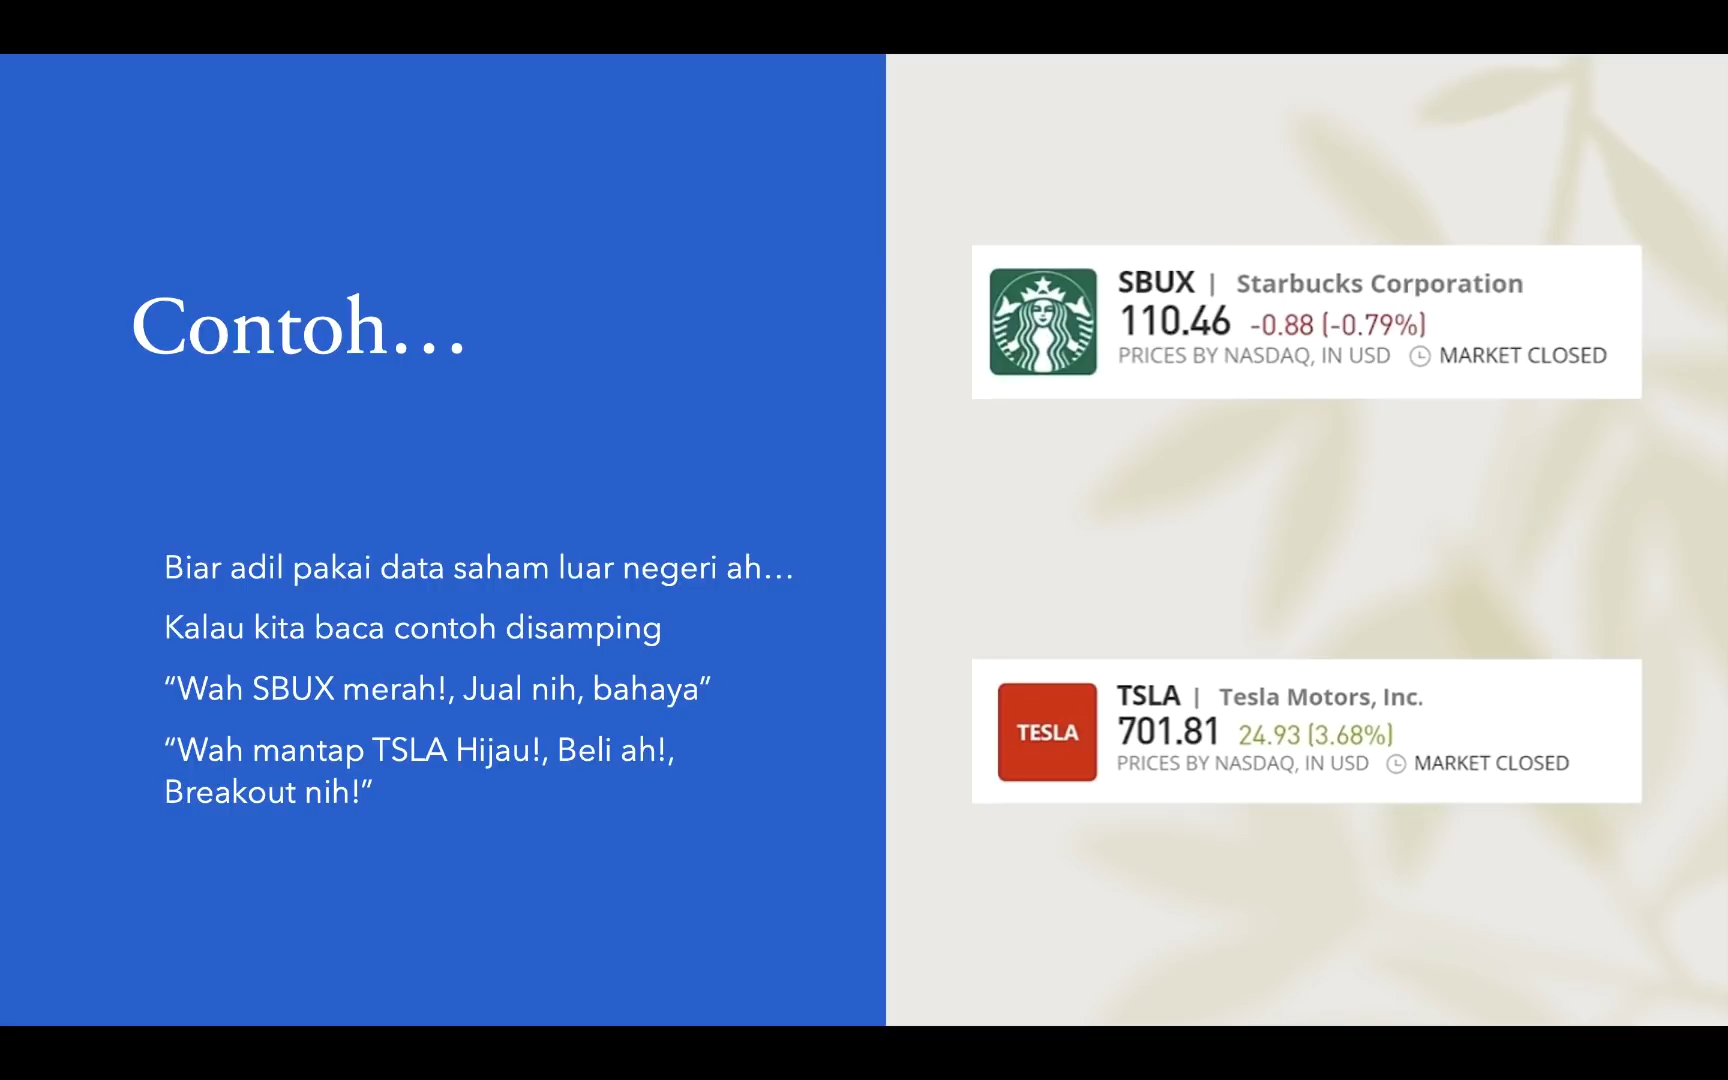 Contoh…
Biar adil pakai data saham luar negeri ah…
Kalau kita baca contoh disamping
“Wah SBUX merah!, Jual nih, bahaya”
“Wah mantap TSLA Hijau!, Beli ah!,
Breakout nih!”
SBUX | Starbucks Corporation
110.46 -0.88 (-0.79%)
PRICES BY NASDAQ, IN USD MARKET CLOSED
TESLA
TSLA | Tesla Motors, Inc.
701.81 24.93 (3.68%)
PRICES BY NASDAQ, IN USD MARKET CLOSED